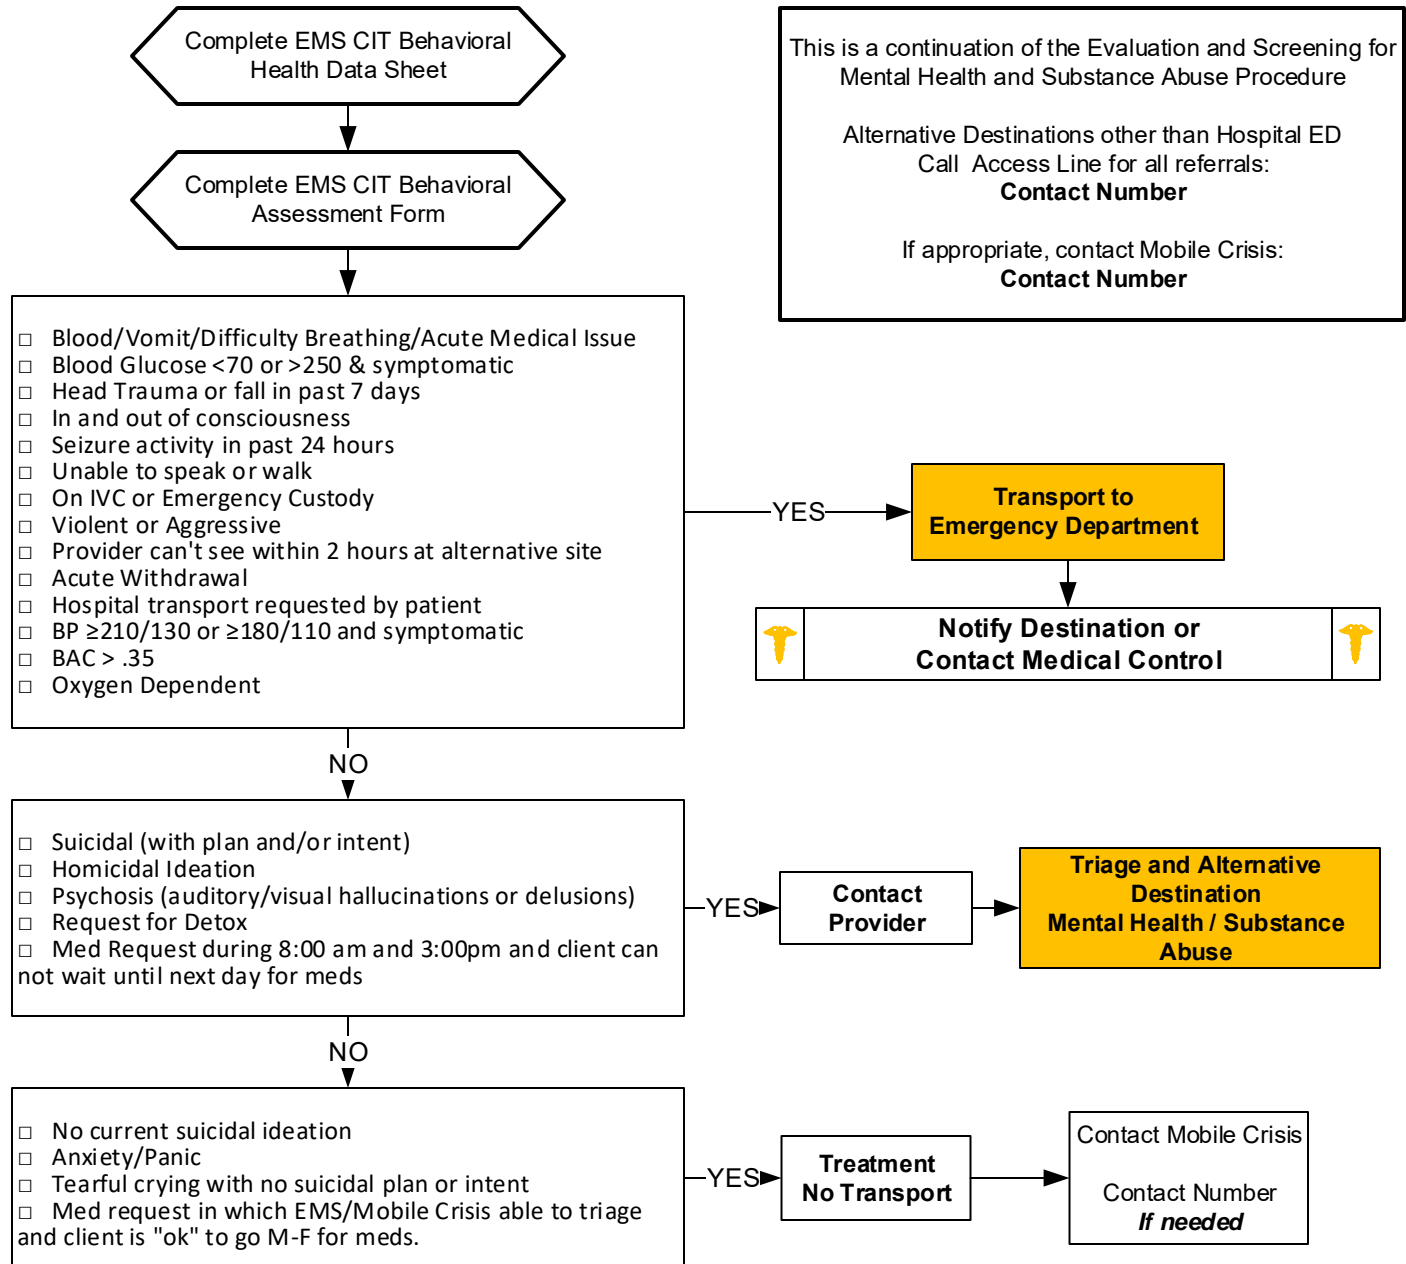 Complete EMS CIT Behavioral
Health Data Sheet
Complete EMS CIT Behavioral
Assessment Form
This is a continuation of the Evaluation and Screening for
Mental Health and Substance Abuse Procedure
Alternative Destinations other than Hospital ED
Call  Access Line for all referrals:
Contact Number
If appropriate, contact Mobile Crisis:
Contact Number
□ Blood/Vomit/Difficulty Breathing/Acute Medical Issue
□ Blood Glucose <70 or >250 & symptomatic
□ Head Trauma or fall in past 7 days
□ In and out of consciousness
□ Seizure activity in past 24 hours
□ Unable to speak or walk
□ On IVC or Emergency Custody
□ Violent or Aggressive
□ Provider can't see within 2 hours at alternative site
□ Acute Withdrawal
□ Hospital transport requested by patient
□ BP ≥210/130 or ≥180/110 and symptomatic
□ BAC > .35
□ Oxygen Dependent
YES
Transport to
Emergency Department
Notify Destination or
Contact Medical Control
NO
□ Suicidal (with plan and/or intent)
□ Homicidal Ideation
□ Psychosis (auditory/visual hallucinations or delusions)
□ Request for Detox
□ Med Request during 8:00 am and 3:00pm and client can
not wait until next day for meds
YES
Contact
Provider
Triage and Alternative
Destination
Mental Health / Substance
Abuse
NO
□ No current suicidal ideation
□ Anxiety/Panic
□ Tearful crying with no suicidal plan or intent
□ Med request in which EMS/Mobile Crisis able to triage
and client is "ok" to go M-F for meds.
YES
Treatment
No Transport
Contact Mobile Crisis
Contact Number
If needed